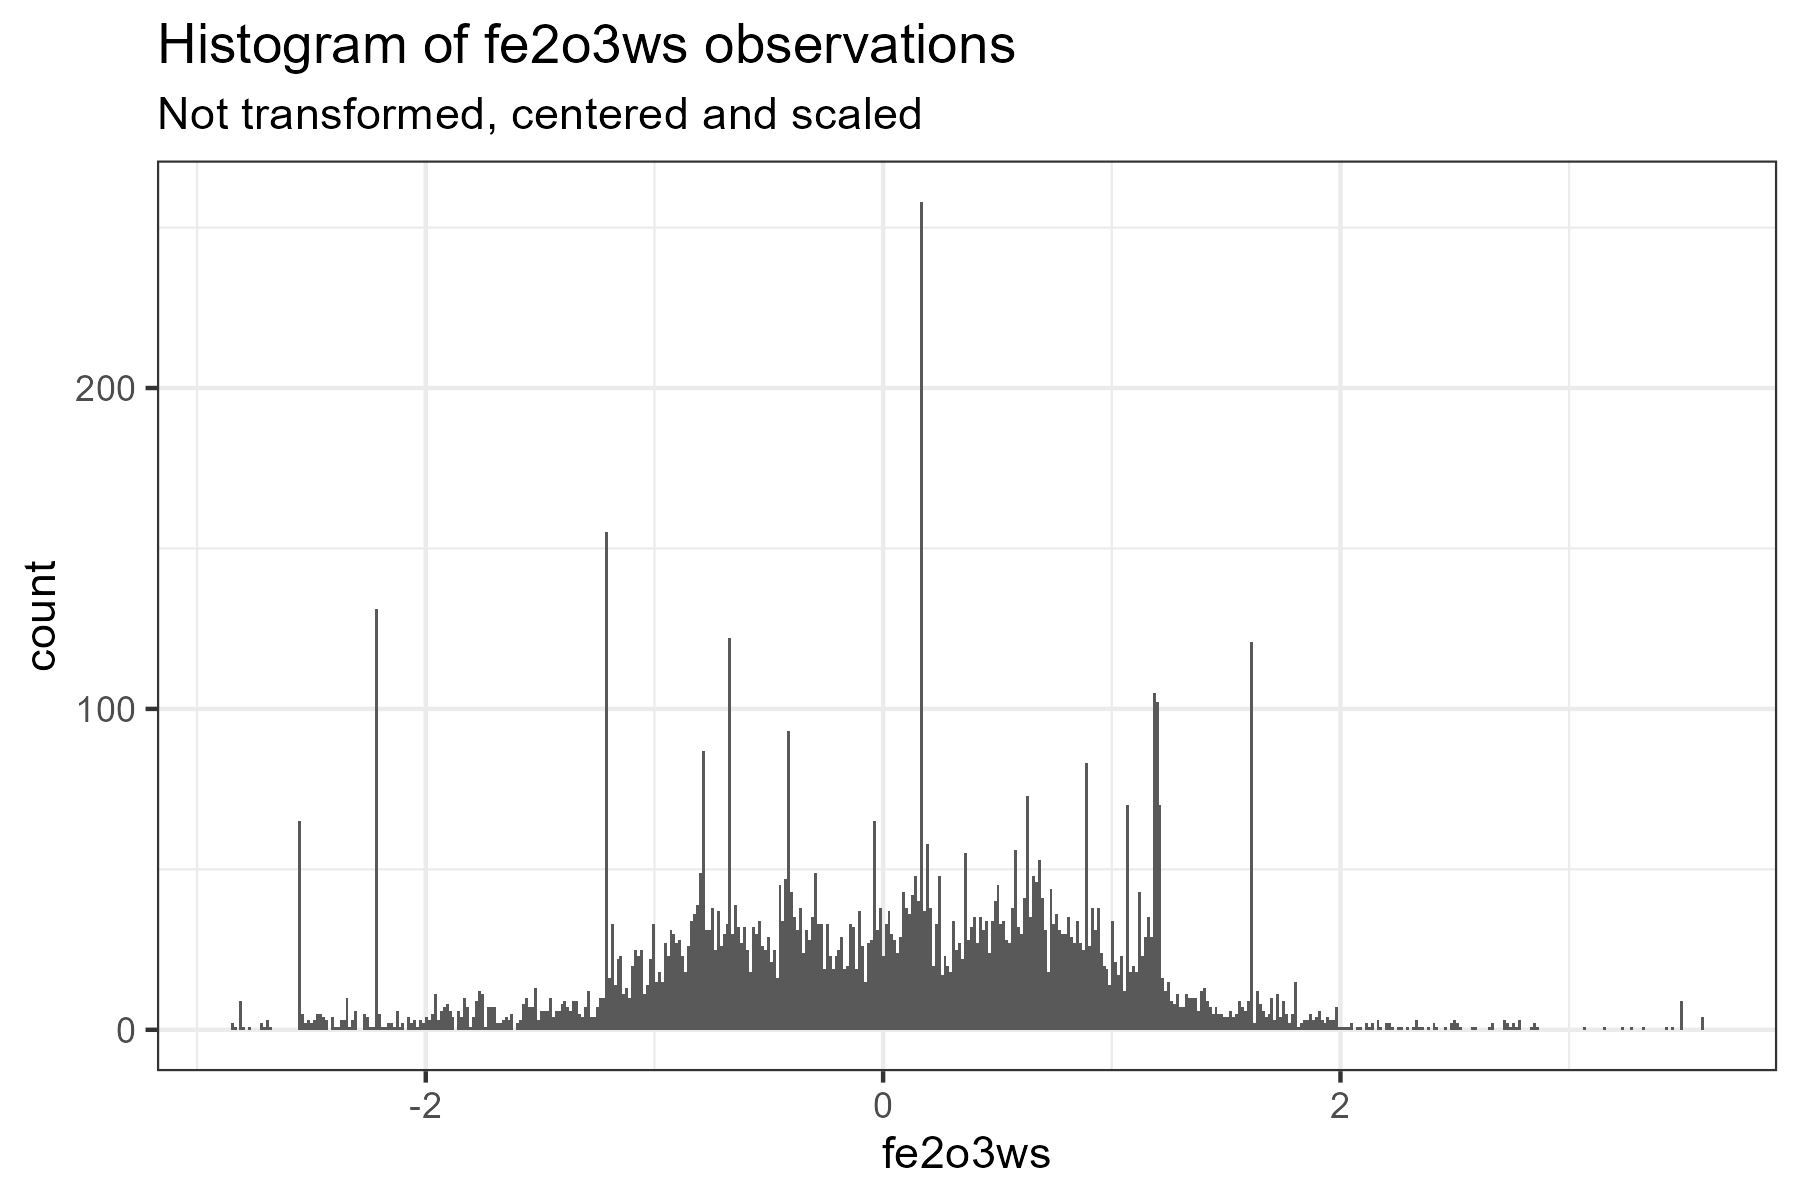 Histogram of fe2o3ws observations
Not transformed, centered and scaled
count
200
100
0
-2
0
2
fe2o3ws